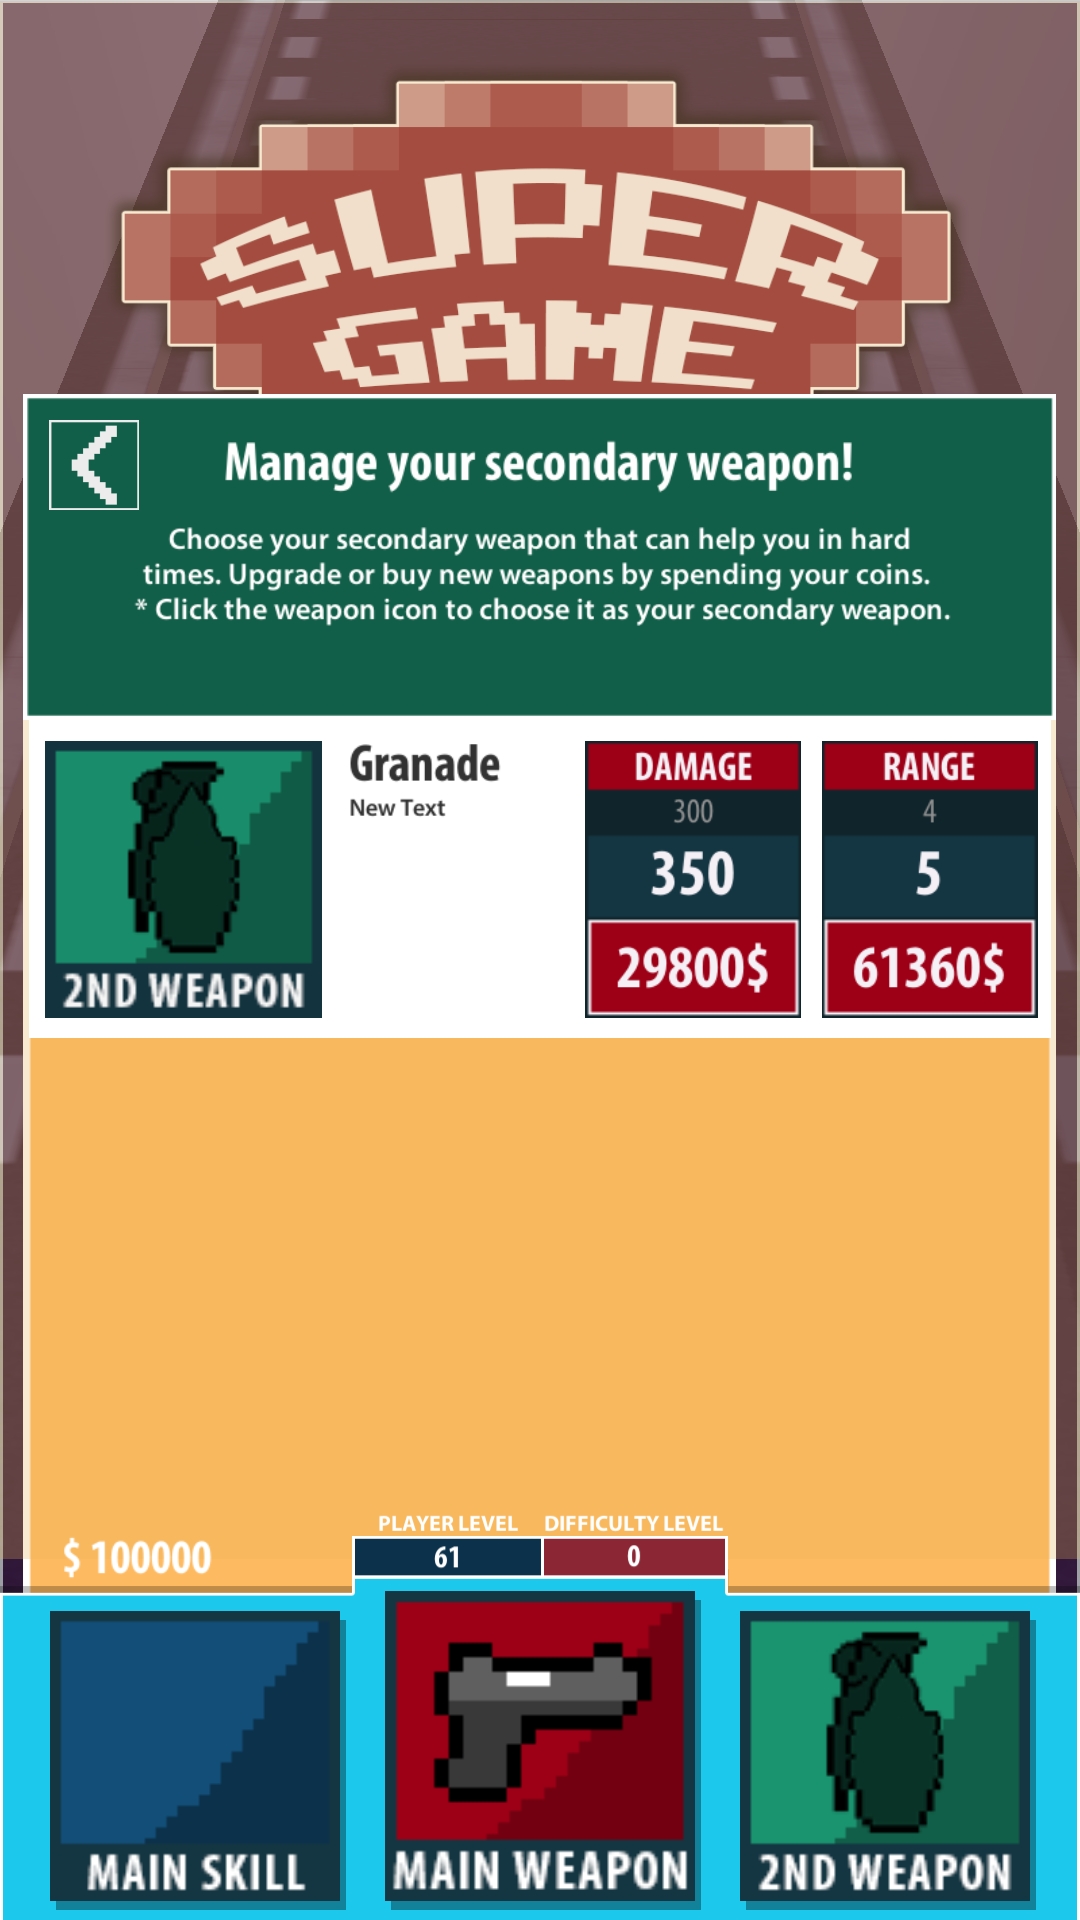 SUPER
GAME
Manage your secondary weapon!
Choose your secondary weapon that can help you in hard
times. Upgrade or buy new weapons by spending your coins.
* Click the weapon icon to choose it as your secondary weapon.
2ND WEAPON
Granade
New Text
DAMAGE
300
350
29800$
RANGE
4
5
61360$
$ 100000
PLAYER LEVEL
61
DIFFICULTY LEVEL
0
MAIN SKILL
MAIN WEAPON
2ND WEAPON